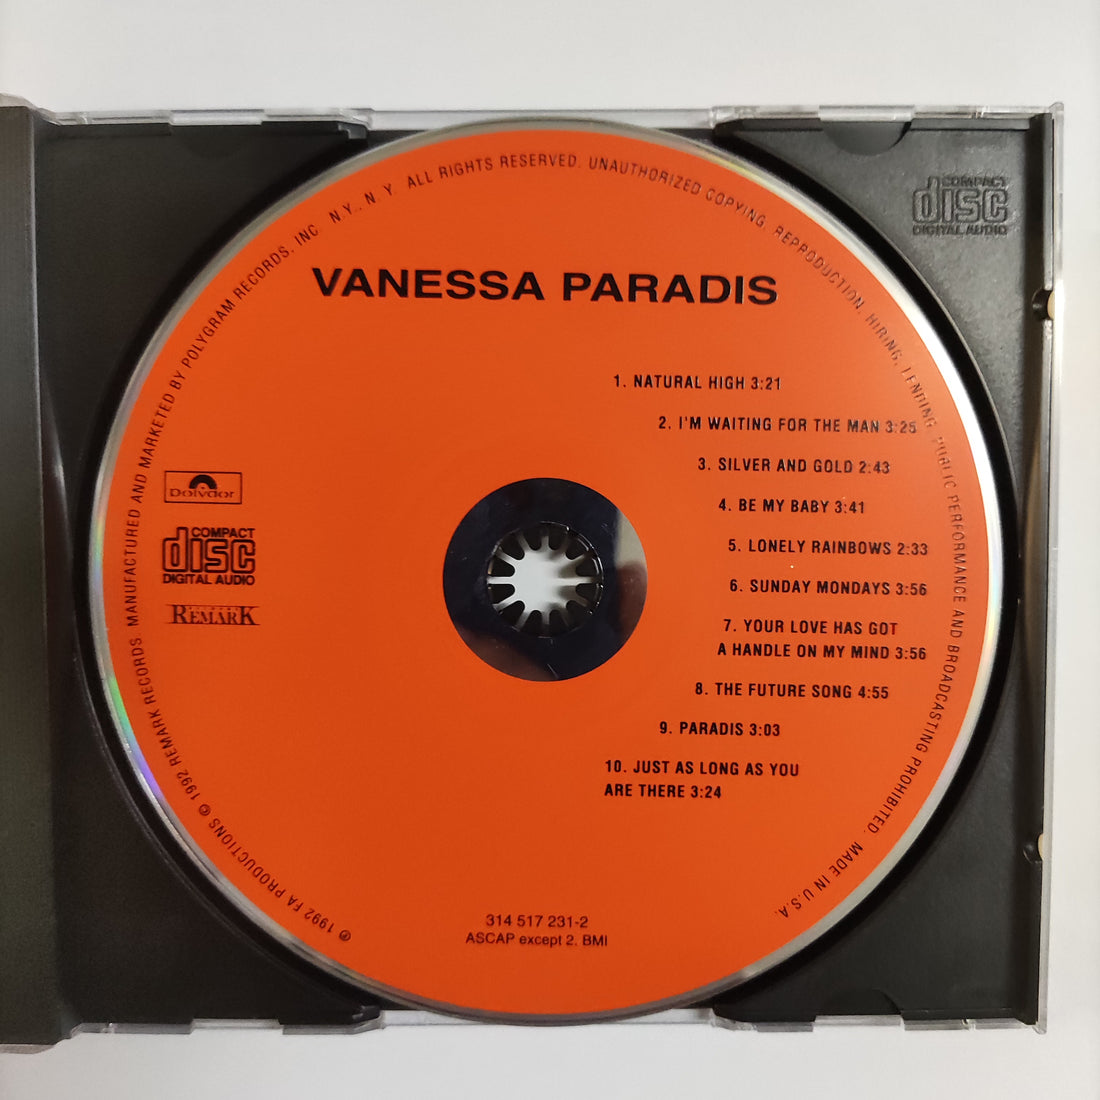 VANESSA PARADIS
1. NATURAL HIGH 3:21
2. I'M WAITING FOR THE MAN 3:25
3. SILVER AND GOLD 2:43
4. BE MY BABY 3:41
5. LONELY RAINBOWS 2:33
6. SUNDAY MONDAYS 3:56
7. YOUR LOVE HAS GOT
A HANDLE ON MY MIND 3:56
8. THE FUTURE SONG 4:55
9. PARADIS 3:03
10. JUST AS LONG AS YOU
ARE THERE 3:24
Polydor
COMPACT
disc
DIGITAL AUDIO
REMARK
314 517 231-2
ASCAP except 2. BMI
℗ 1992 FA PRODUCTIONS © 1992 REMARK RECORDS MANUFACTURED AND MARKETED BY POLYGRAM RECORDS, INC. N.Y., N.Y. ALL RIGHTS RESERVED. UNAUTHORIZED COPYING, REPRODUCTION, HIRING, LENDING, PUBLIC PERFORMANCE AND BROADCASTING PROHIBITED. MADE IN U.S.A.
COMPACT
disc
DIGITAL AUDIO